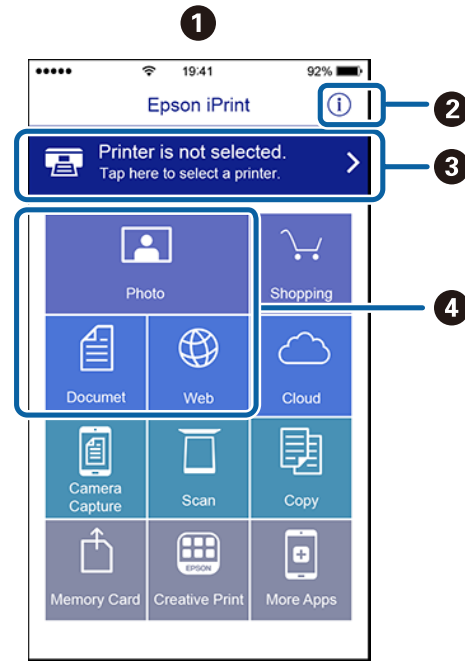 1
19:41
92%
Epson iPrint
i
2
Printer is not selected.
Tap here to select a printer.
3
Photo
Shopping
4
Documet
Web
Cloud
Camera
Capture
Scan
Copy
EPSON
Memory Card
Creative Print
More Apps